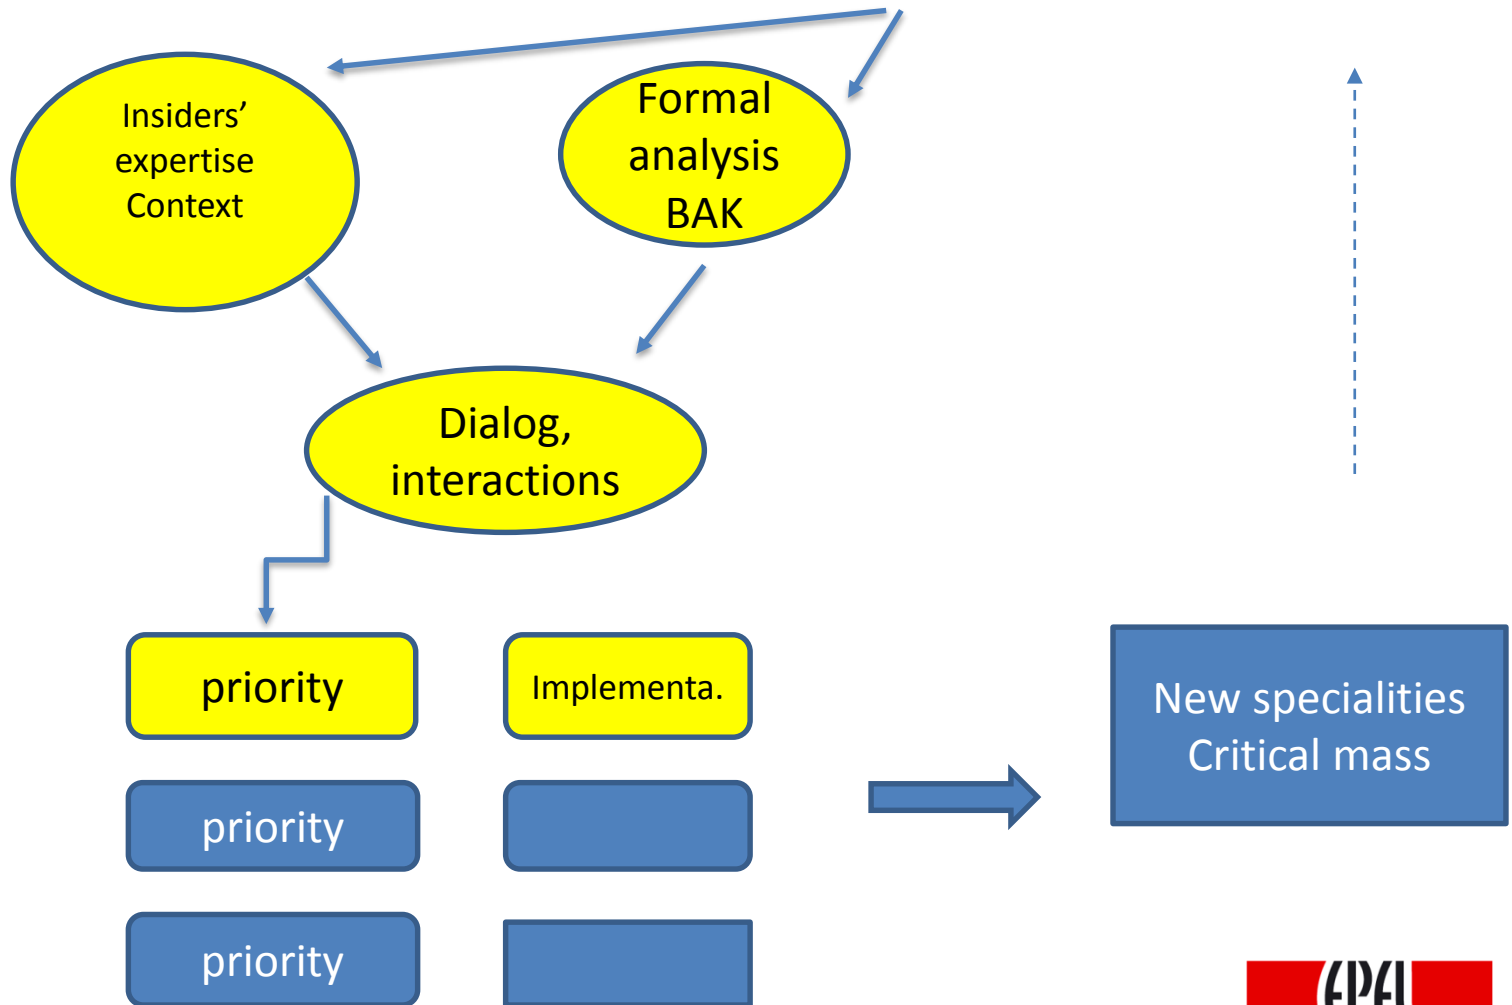 Insiders’
expertise
Context
Formal
analysis
BAK
Dialog,
interactions
priority
Implementa.
priority
priority
New specialities
Critical mass